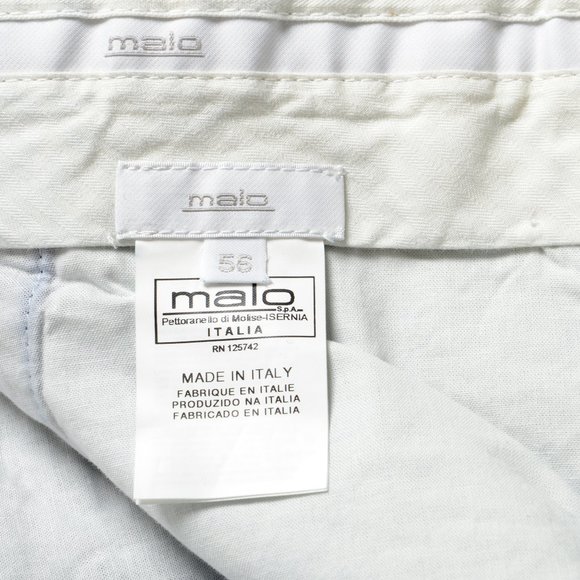 malo
malo
56
malo
S.p.A.
Pettoranello di Molise-ISERNIA
ITALIA
RN 125742
MADE IN ITALY
FABRIQUE EN ITALIE
PRODUZIDO NA ITALIA
FABRICADO EN ITALIA